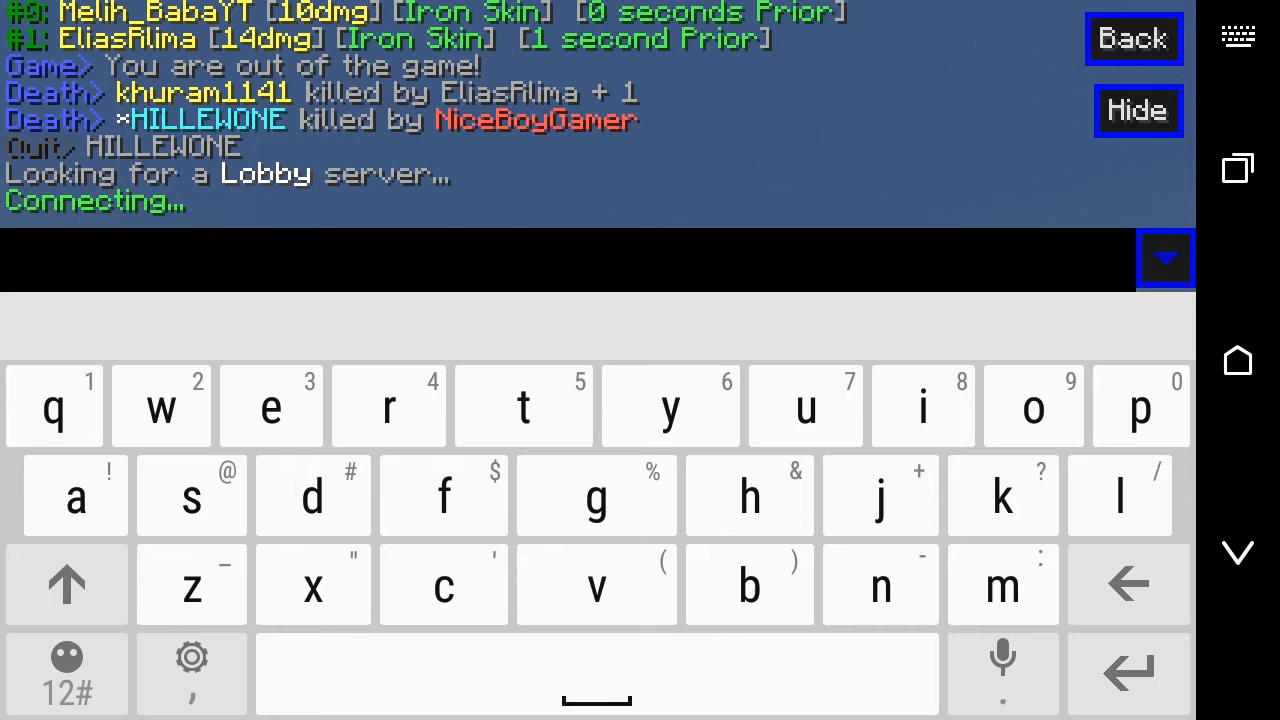 #0: Melih_BabaYT [10dmg] [Iron Skin] [0 seconds Prior]
#1: EliasRlima [14dmg] [Iron Skin] [1 second Prior]
Game> You are out of the game!
Death> khuram1141 killed by EliasRlima + 1
Death> *HILLEWONE killed by NiceBoyGamer
Quit> HILLEWONE
Looking for a Lobby server...
Connecting...
Back
Hide
q 1 w 2 e 3 r 4 t 5 y 6 u 7 i 8 o 9 p 0
a ! s @ d # f $ g % h & j + k ? l /
z _ x " c ' v ( b ) n - m :
12# , .